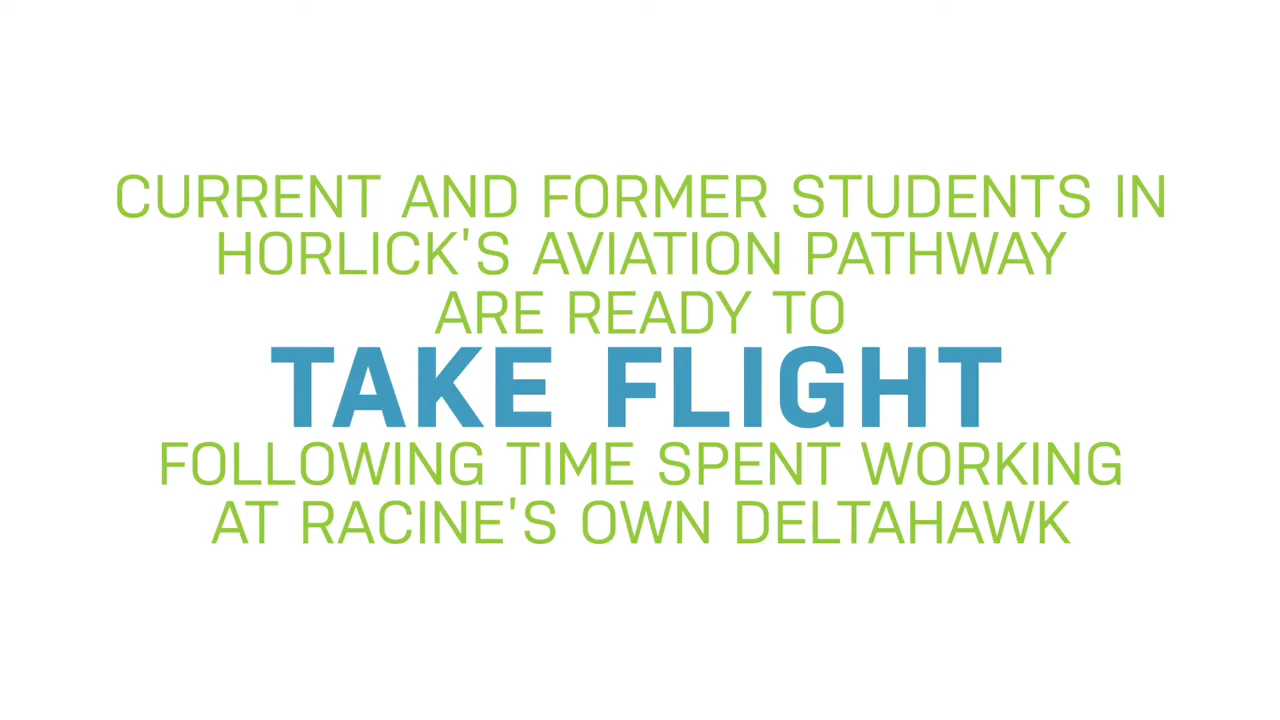 CURRENT AND FORMER STUDENTS IN
HORLICK'S AVIATION PATHWAY
ARE READY TO
TAKE FLIGHT
FOLLOWING TIME SPENT WORKING
AT RACINE'S OWN DELTAHAWK